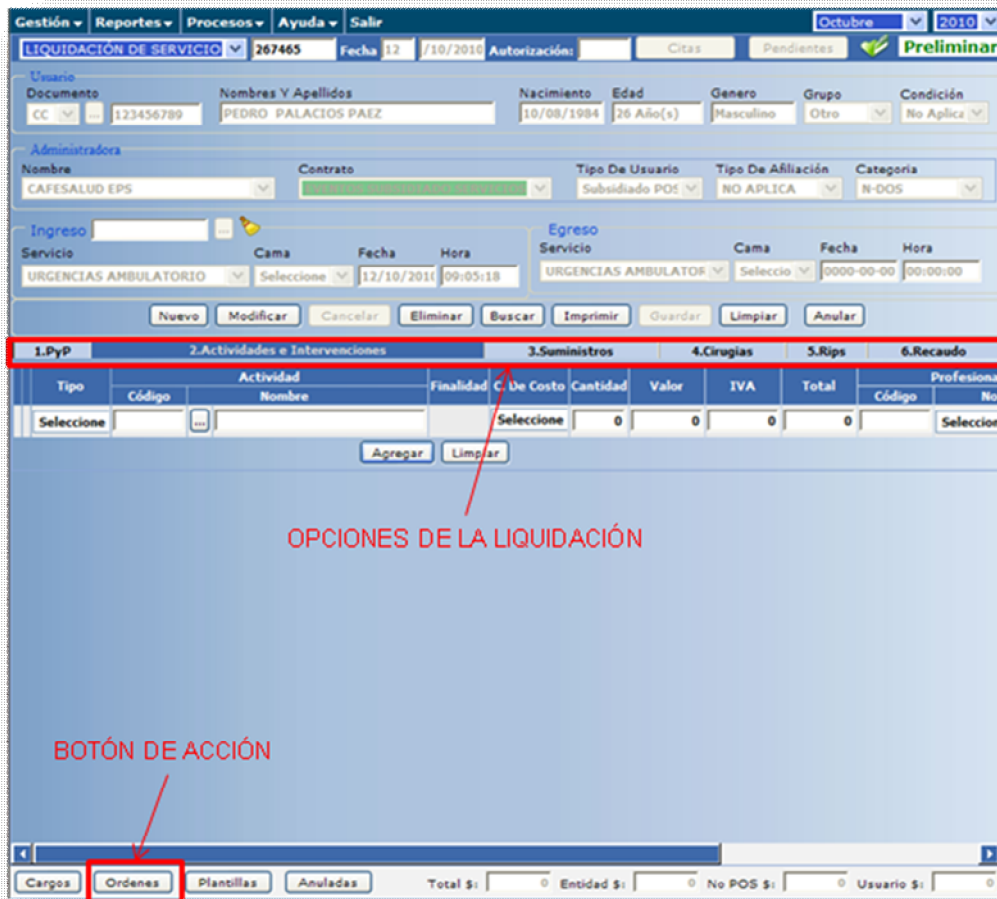 Gestión Reportes Procesos Ayuda Salir Octubre 2010
LIQUIDACIÓN DE SERVICIO 267465 Fecha 12 /10/2010 Autorización: Citas Pendientes Preliminar
Usuario
Documento Nombres Y Apellidos Nacimiento Edad Genero Grupo Condición
CC ... 123456789 PEDRO PALACIOS PAEZ 10/08/1984 26 Año(s) Masculino Otro No Aplica
Administradora
Nombre Contrato Tipo De Usuario Tipo De Afiliación Categoria
CAFESALUD EPS Subsidiado POS NO APLICA N-DOS
Ingreso ... Egreso
Servicio Cama Fecha Hora Servicio Cama Fecha Hora
URGENCIAS AMBULATORIO Seleccione 12/10/2010 09:05:18 URGENCIAS AMBULATOR Seleccio 0000-00-00 00:00:00
Nuevo Modificar Cancelar Eliminar Buscar Imprimir Guardar Limpiar Anular
1.PyP 2.Actividades e Intervenciones 3.Suministros 4.Cirugias 5.Rips 6.Recaudo
Tipo Actividad Finalidad C. De Costo Cantidad Valor IVA Total Profesiona
Código Nombre Código No
Seleccione ... Seleccione 0 0 0 0 Seleccion
Agregar Limpiar
OPCIONES DE LA LIQUIDACIÓN
BOTÓN DE ACCIÓN
Cargos Ordenes Plantillas Anuladas Total $: 0 Entidad $: 0 No POS $: 0 Usuario $: 0